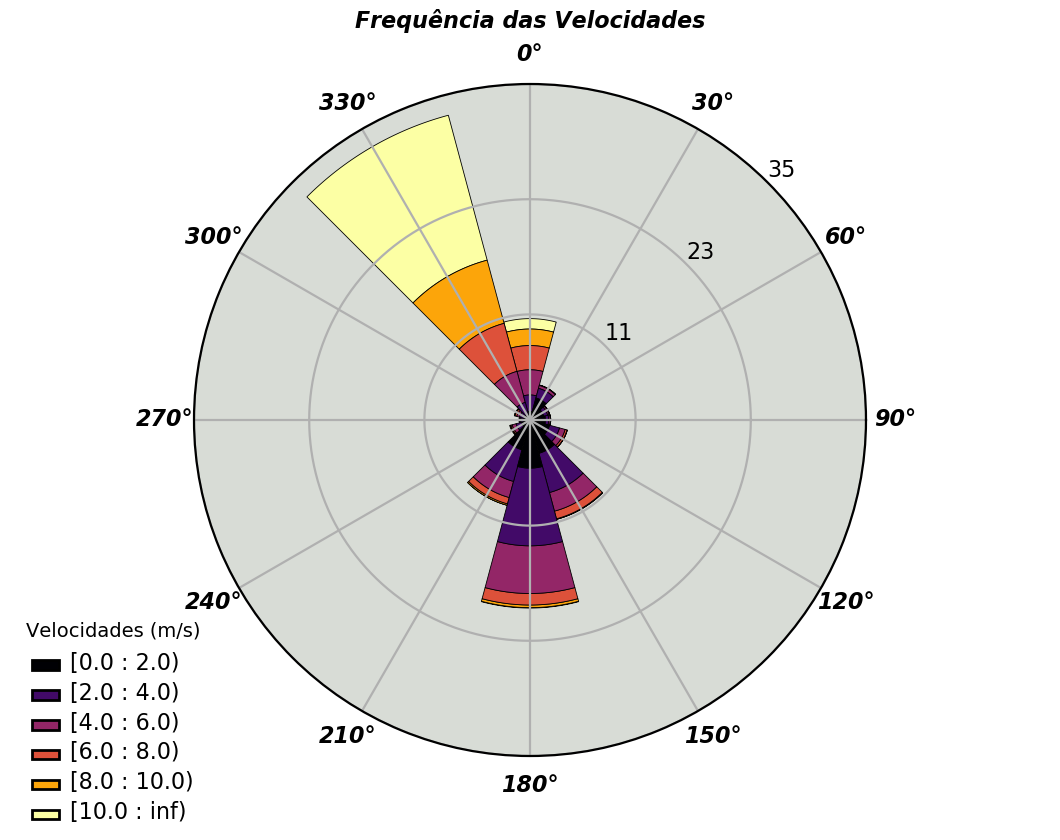 Frequência das Velocidades
0°
330°
30°
35
300°
60°
23
11
270°
90°
240°
120°
Velocidades (m/s)
[0.0 : 2.0)
[2.0 : 4.0)
[4.0 : 6.0)
210°
150°
[6.0 : 8.0)
180°
[8.0 : 10.0)
[10.0 : inf)